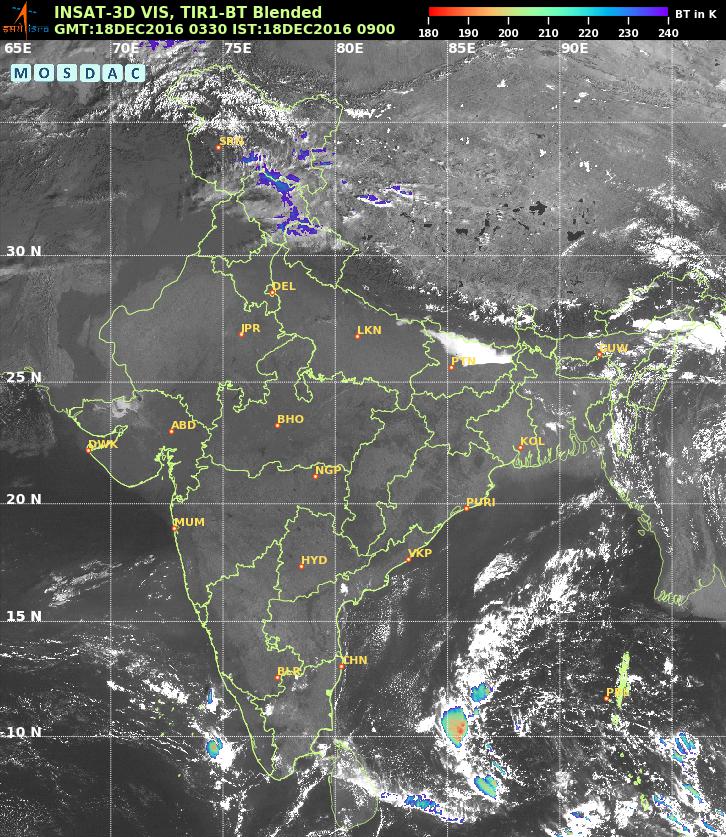 INSAT-3D VIS, TIR1-BT Blended
GMT:18DEC2016 0330 IST:18DEC2016 0900
BT in K
180 190 200 210 220 230 240
65E 70E 75E 80E 85E 90E
MOSDAC
SRN
30 N
DEL
JPR
LKN
GUW
PTN
25 N
ABD
BHO
DWK
KOL
NGP
20 N
PURI
MUM
VKP
HYD
15 N
CHN
BLR
10 N